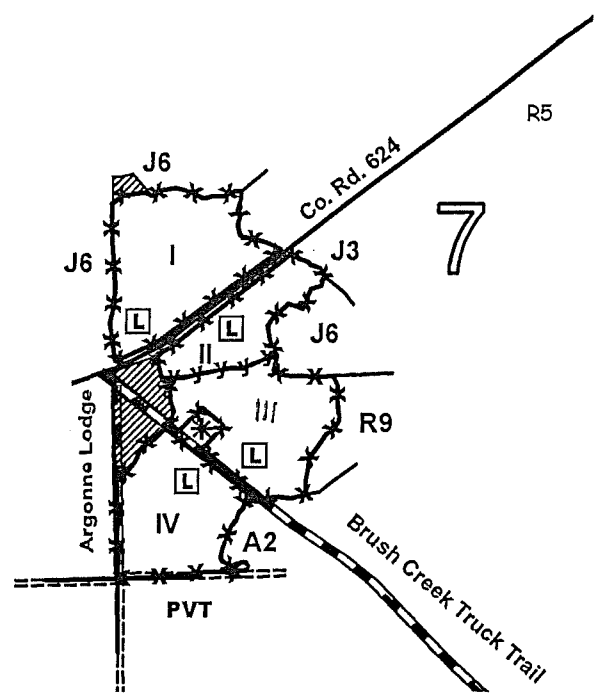 R5
J6
Co. Rd. 624
7
J6
I
J3
L
L
J6
II
III
R9
Argonne Lodge
L
L
IV
A2
Brush Creek Truck Trail
PVT